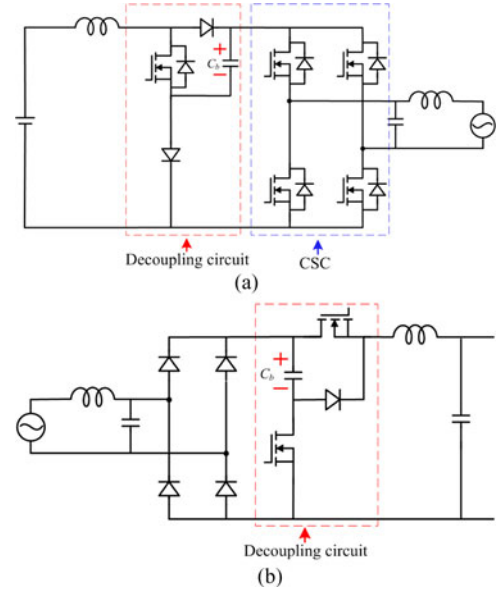 +
C_b
−
Decoupling circuit
CSC
(a)
+
C_b
−
Decoupling circuit
(b)